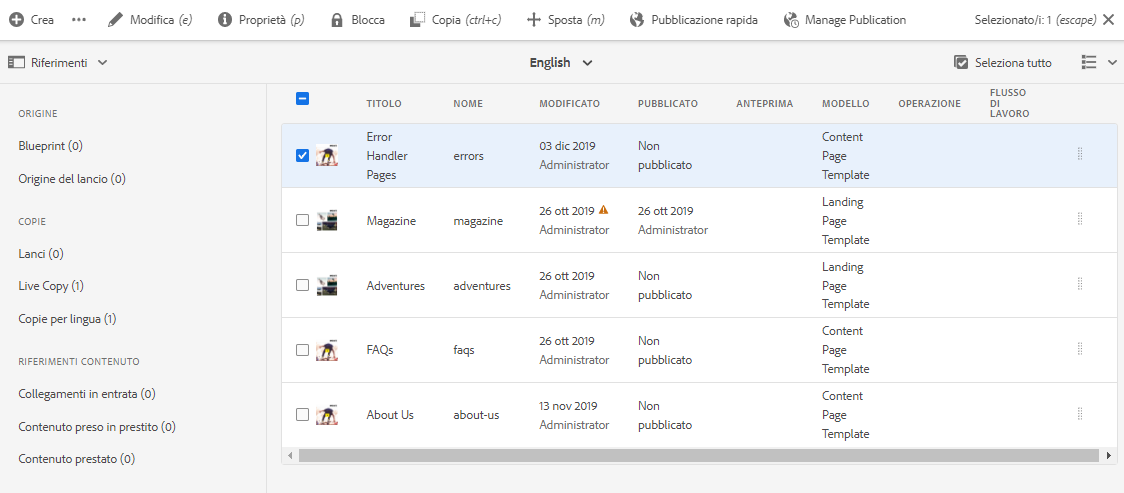 Crea Modifica (e) Proprietà (p) Blocca Copia (ctrl+c) Sposta (m) Pubblicazione rapida Manage Publication Selezionato/i: 1 (escape)
Riferimenti English Seleziona tutto
ORIGINE
Blueprint (0)
Origine del lancio (0)
COPIE
Lanci (0)
Live Copy (1)
Copie per lingua (1)
RIFERIMENTI CONTENUTO
Collegamenti in entrata (0)
Contenuto preso in prestito (0)
Contenuto prestato (0)
TITOLO NOME MODIFICATO PUBBLICATO ANTEPRIMA MODELLO OPERAZIONE FLUSSO
DI
LAVORO
Error
Handler
Pages
errors
03 dic 2019
Administrator
Non
pubblicato
Content
Page
Template
Magazine
magazine
26 ott 2019
Administrator
26 ott 2019
Administrator
Landing
Page
Template
Adventures
adventures
26 ott 2019
Administrator
Non
pubblicato
Landing
Page
Template
FAQs
faqs
26 ott 2019
Administrator
Non
pubblicato
Content
Page
Template
About Us
about-us
13 nov 2019
Administrator
Non
pubblicato
Content
Page
Template